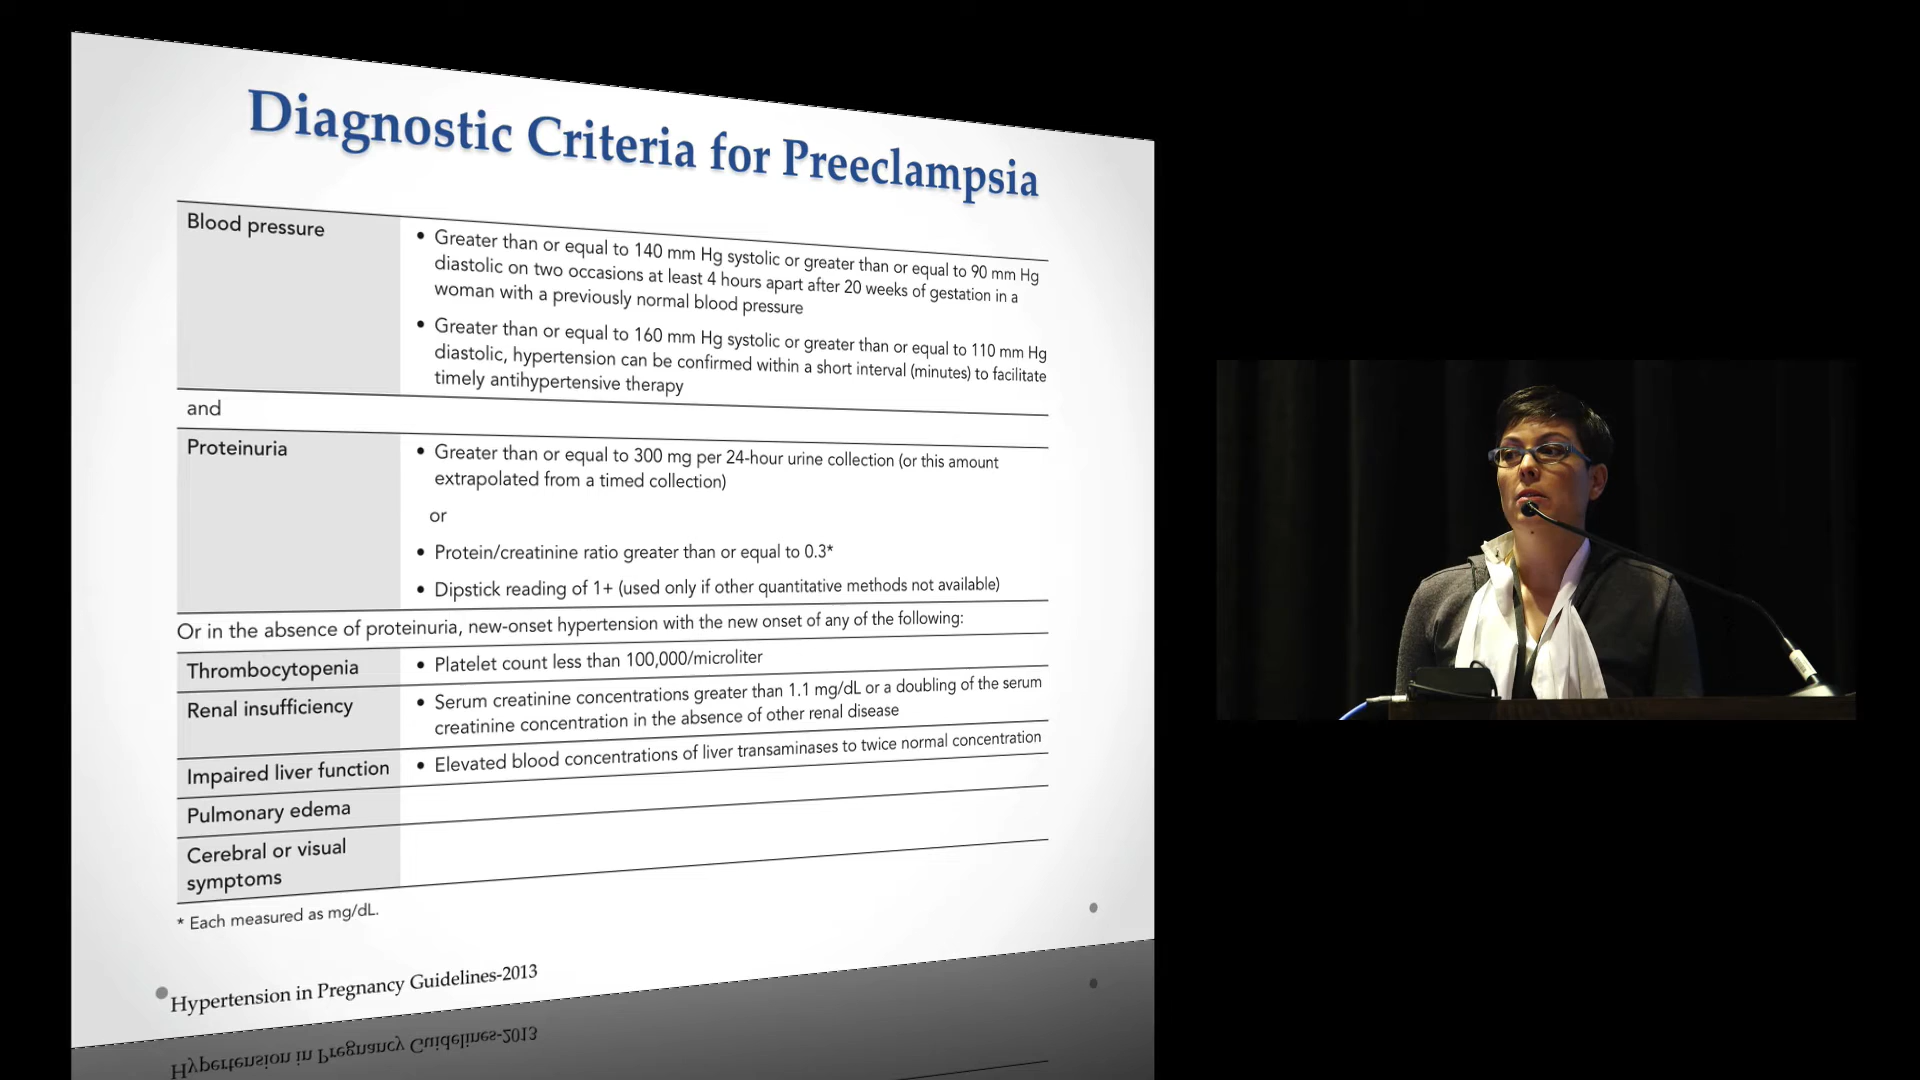 Diagnostic Criteria for Preeclampsia
Blood pressure
• Greater than or equal to 140 mm Hg systolic or greater than or equal to 90 mm Hg
diastolic on two occasions at least 4 hours apart after 20 weeks of gestation in a
woman with a previously normal blood pressure
• Greater than or equal to 160 mm Hg systolic or greater than or equal to 110 mm Hg
diastolic, hypertension can be confirmed within a short interval (minutes) to facilitate
timely antihypertensive therapy
and
Proteinuria
• Greater than or equal to 300 mg per 24-hour urine collection (or this amount
extrapolated from a timed collection)
or
• Protein/creatinine ratio greater than or equal to 0.3*
• Dipstick reading of 1+ (used only if other quantitative methods not available)
Or in the absence of proteinuria, new-onset hypertension with the new onset of any of the following:
Thrombocytopenia
• Platelet count less than 100,000/microliter
Renal insufficiency
• Serum creatinine concentrations greater than 1.1 mg/dL or a doubling of the serum
creatinine concentration in the absence of other renal disease
Impaired liver function
• Elevated blood concentrations of liver transaminases to twice normal concentration
Pulmonary edema
Cerebral or visual
symptoms
* Each measured as mg/dL.
• Hypertension in Pregnancy Guidelines-2013
Hypertension in Pregnancy Guidelines-2013